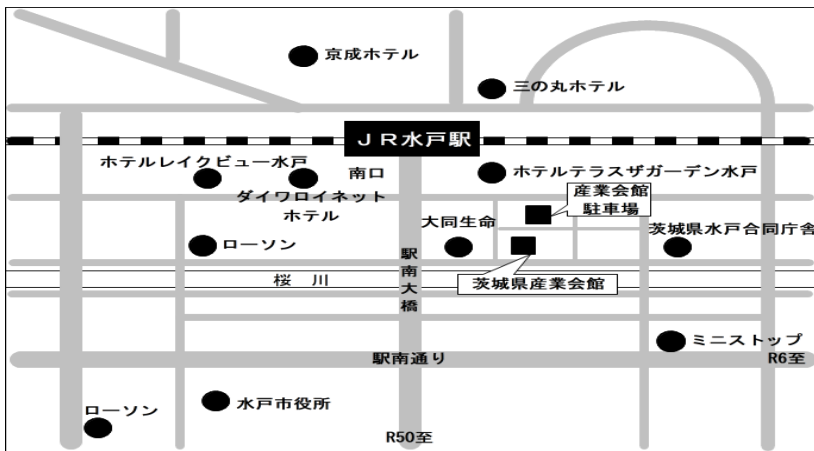 京成ホテル
三の丸ホテル
JR水戸駅
ホテルレイクビュー水戸
南口
ホテルテラスザガーデン水戸
ダイワロイネット
ホテル
産業会館
駐車場
大同生命
茨城県水戸合同庁舎
ローソン
駅南大橋
桜 川
茨城県産業会館
ミニストップ
駅南通り
R6至
ローソン
水戸市役所
R50至